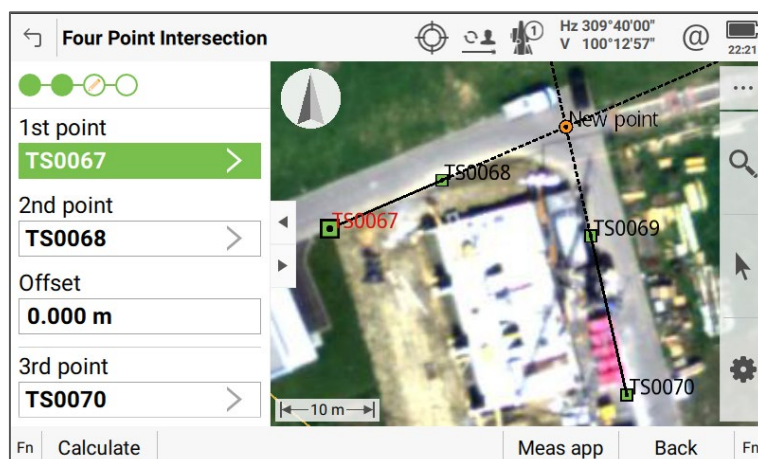 Four Point Intersection
1
Hz 309°40'00"
V 100°12'57"
@
22:21
1st point
TS0067
2nd point
TS0068
Offset
0.000 m
3rd point
TS0070
New point
TS0068
TS0067
TS0069
TS0070
10 m
...
Fn
Calculate
Meas app
Back
Fn